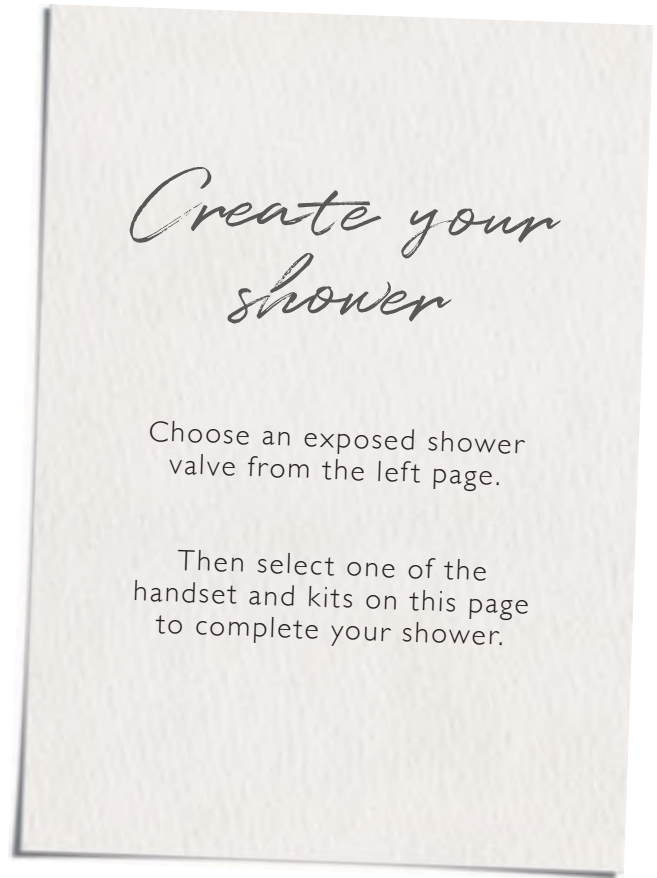 Create your
shower
Choose an exposed shower
valve from the left page.
Then select one of the
handset and kits on this page
to complete your shower.